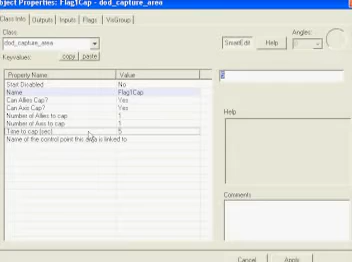 bject Properties: Flag1Cap - dod_capture_area
Class Info Outputs Inputs Flags VisGroup
Class:
dod_capture_area
Keyvalues: copy paste
SmartEdit Help Angles:
Property Name Value
Start Disabled No
Name Flag1Cap
Can Allies Cap? Yes
Can Axis Cap? Yes
Number of Allies to cap 1
Number of Axis to cap 1
Time to cap (sec) 5
Name of the control point this area is linked to
Help
Comments
Cancel Apply